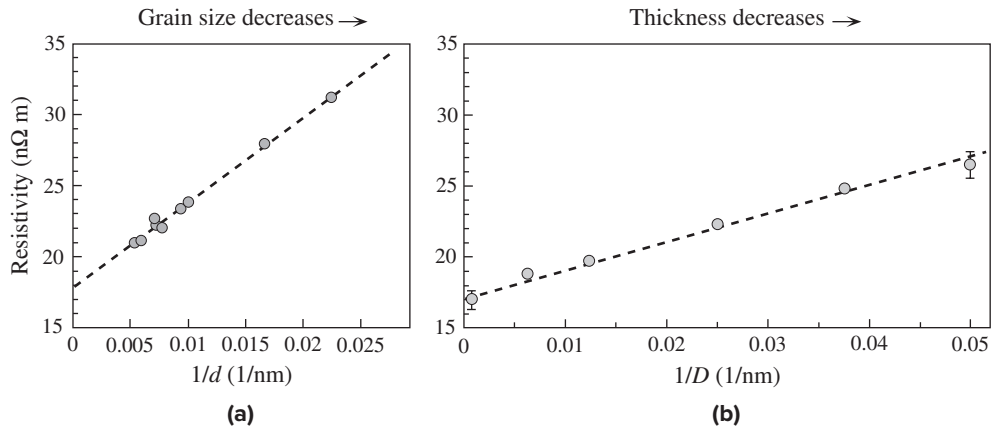 Grain size decreases →
35
30
25
20
15
Resistivity (nΩ m)
0 0.005 0.01 0.015 0.02 0.025
1/d (1/nm)
(a)
Thickness decreases →
35
30
25
20
15
0 0.01 0.02 0.03 0.04 0.05
1/D (1/nm)
(b)